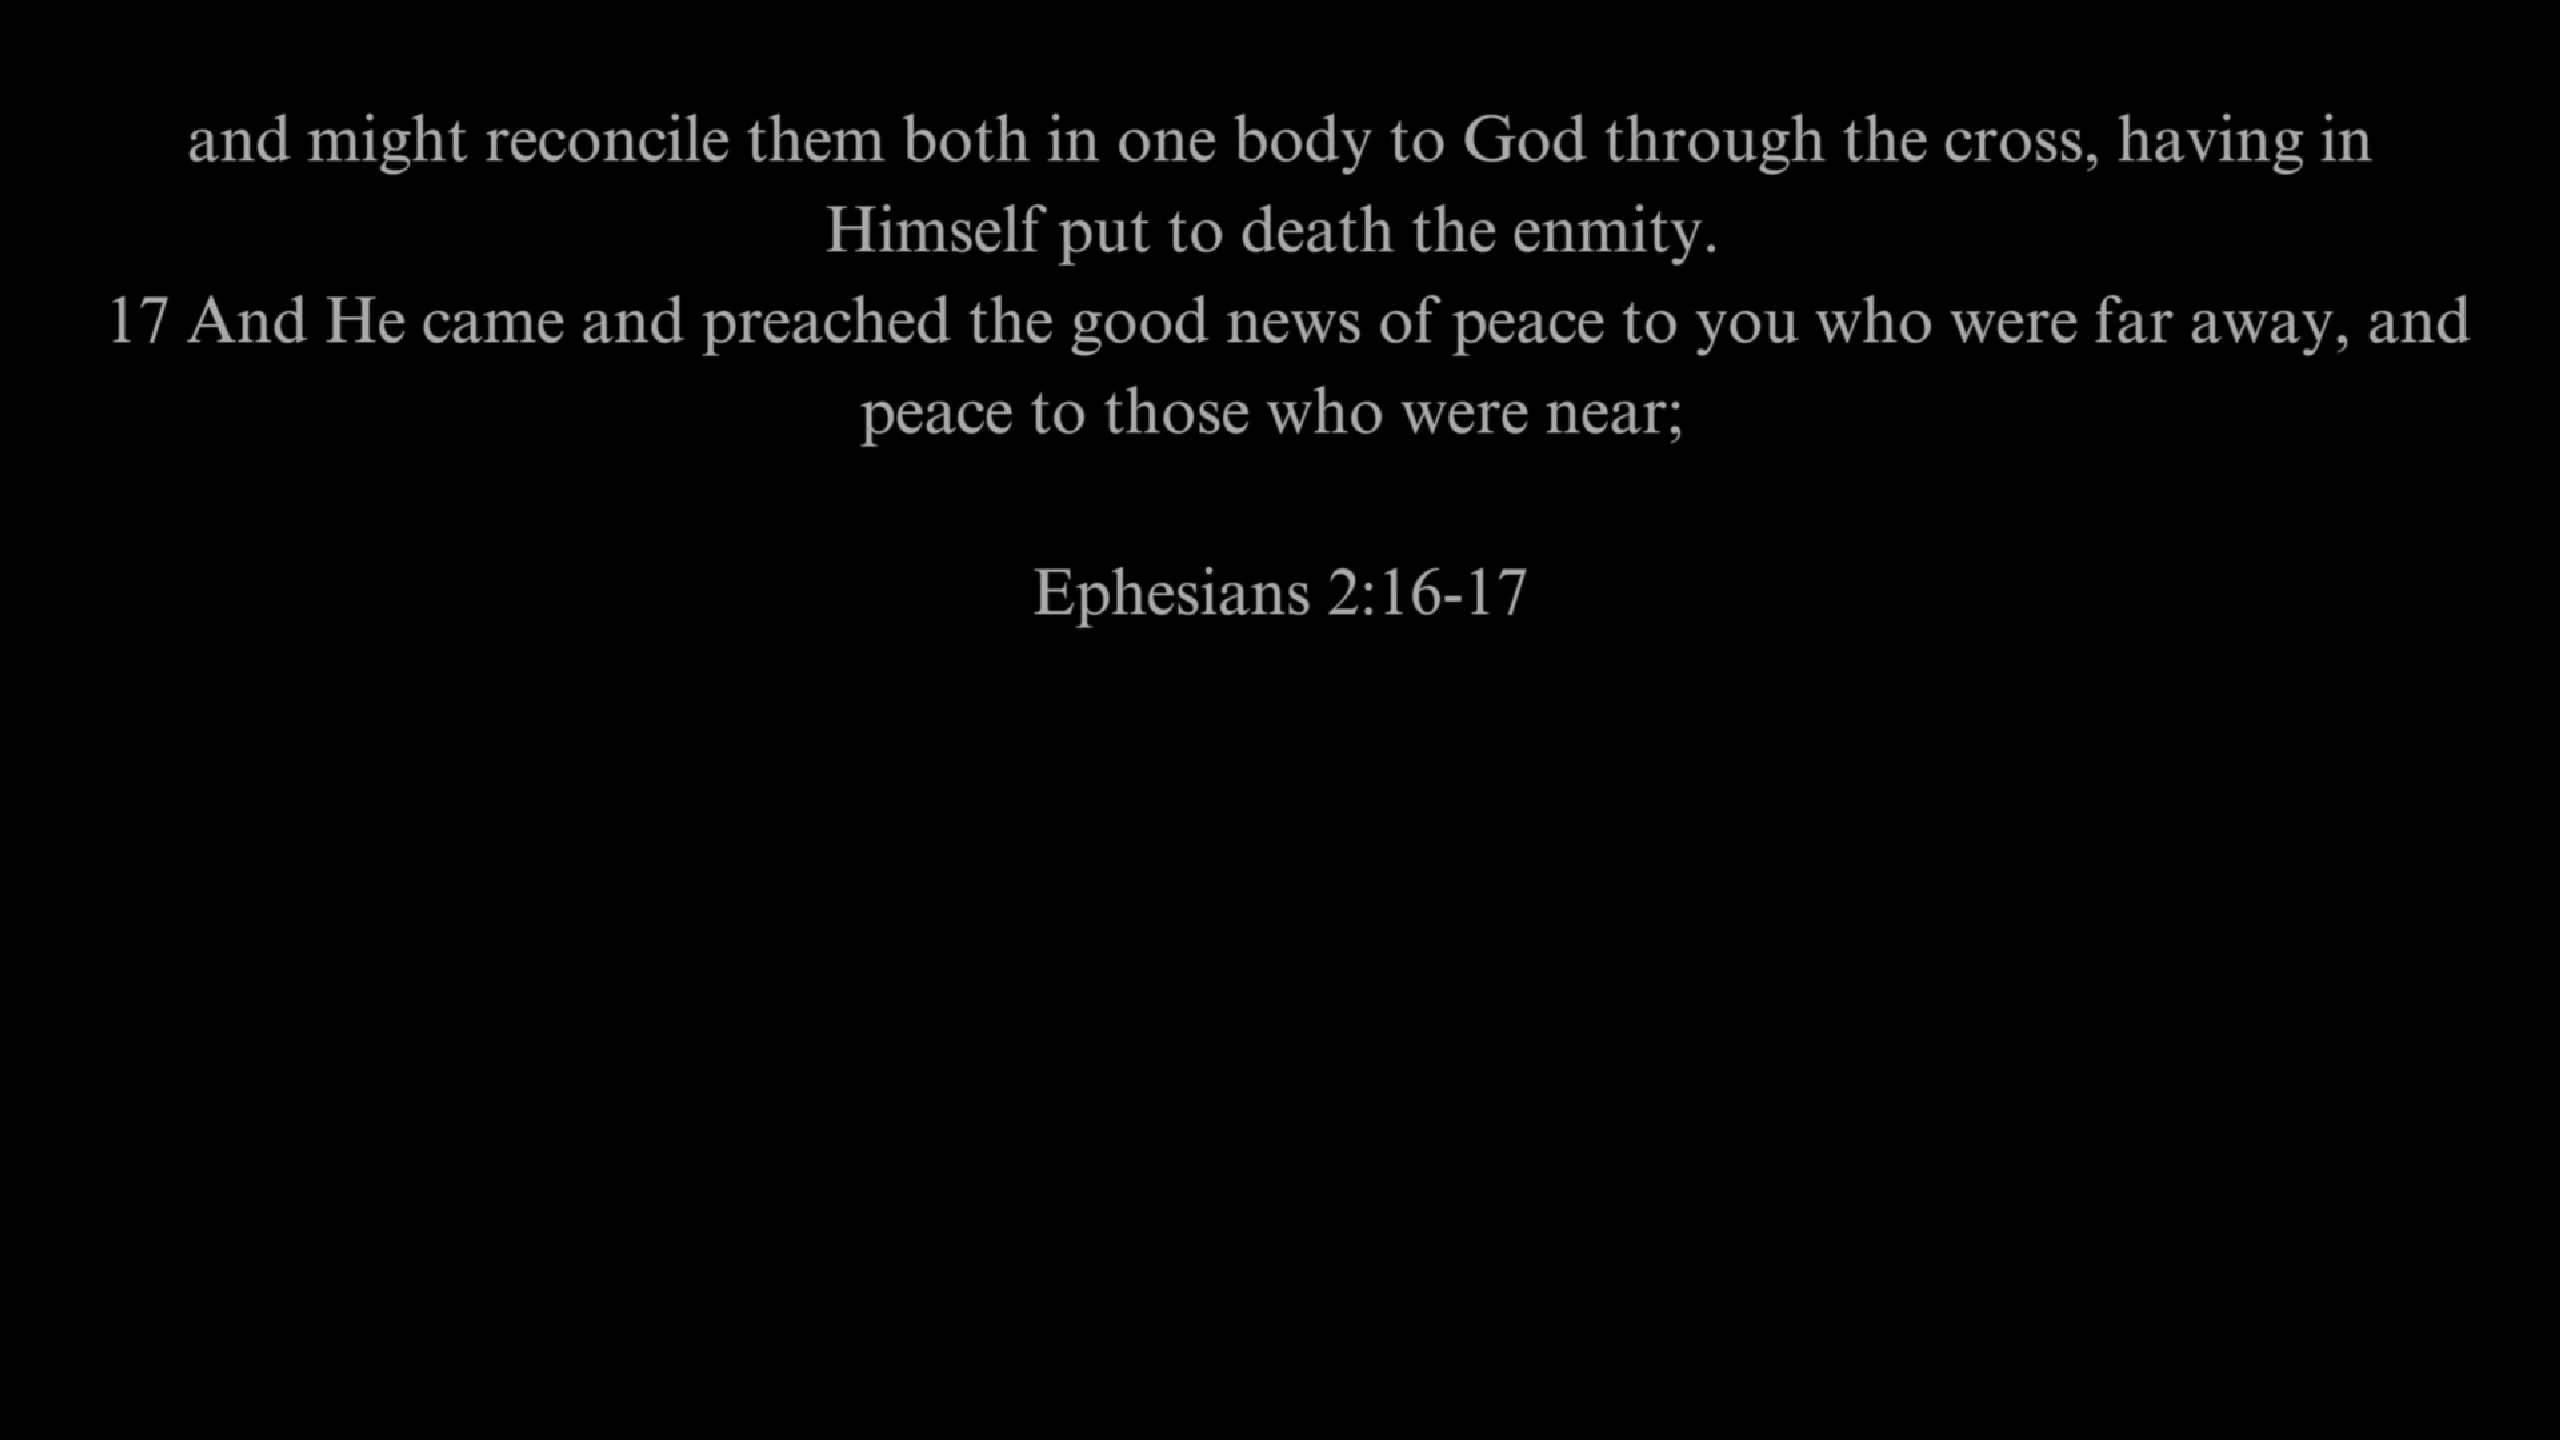 and might reconcile them both in one body to God through the cross, having in
Himself put to death the enmity.
17 And He came and preached the good news of peace to you who were far away, and
peace to those who were near;
Ephesians 2:16-17